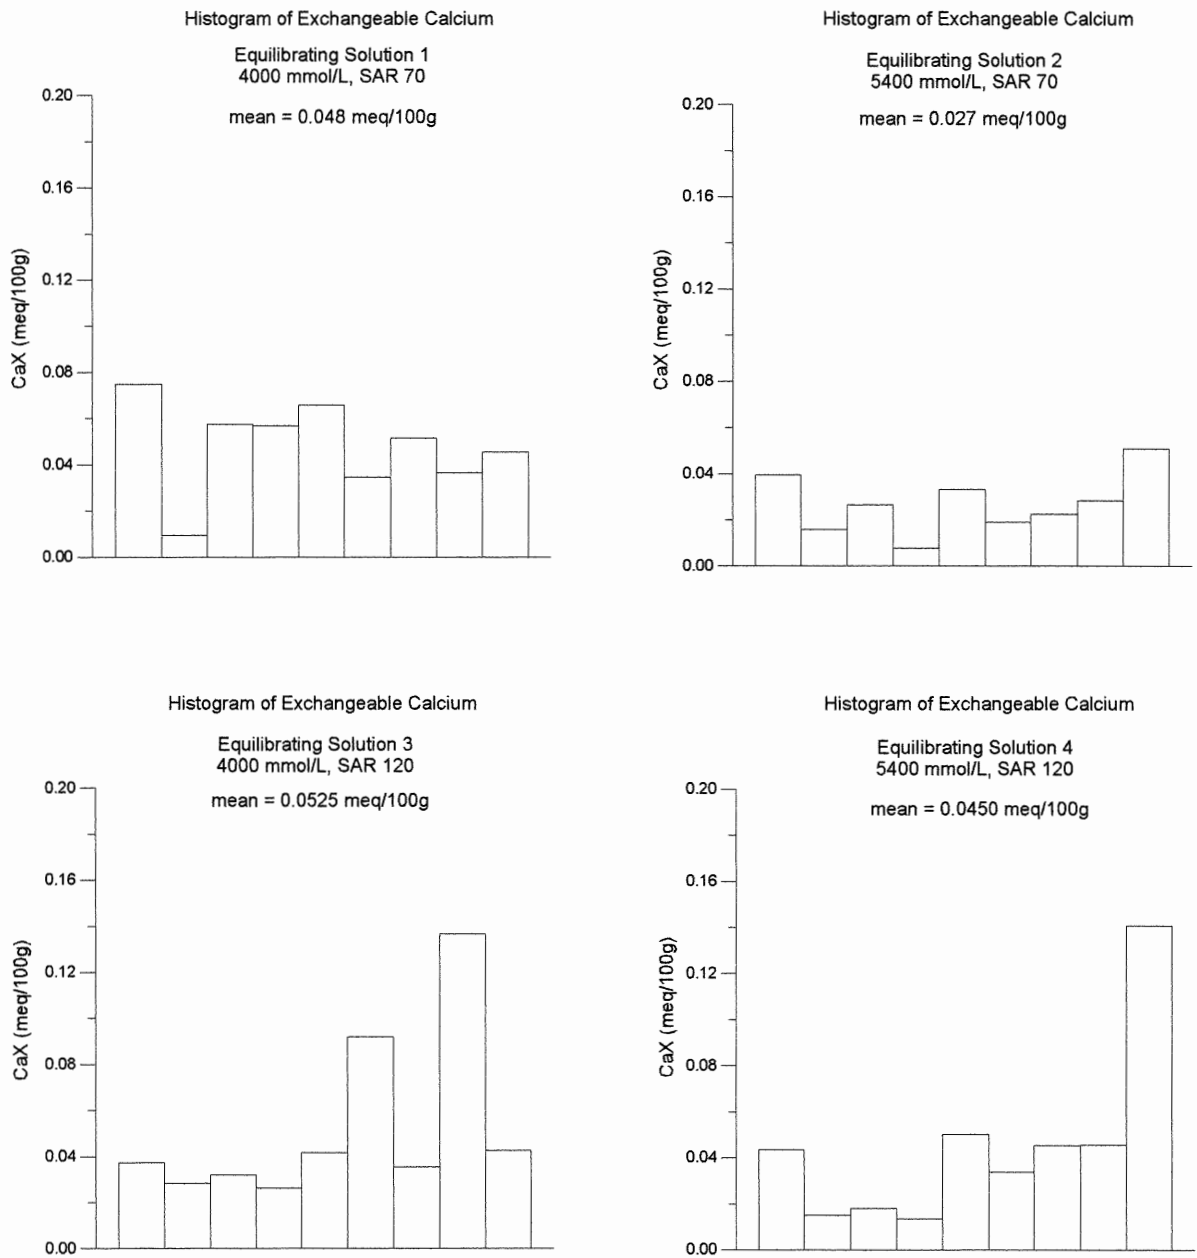 Histogram of Exchangeable Calcium
Equilibrating Solution 1
4000 mmol/L, SAR 70
mean = 0.048 meq/100g
0.20
0.16
0.12
0.08
0.04
0.00
CaX (meq/100g)
Histogram of Exchangeable Calcium
Equilibrating Solution 2
5400 mmol/L, SAR 70
mean = 0.027 meq/100g
0.20
0.16
0.12
0.08
0.04
0.00
CaX (meq/100g)
Histogram of Exchangeable Calcium
Equilibrating Solution 3
4000 mmol/L, SAR 120
mean = 0.0525 meq/100g
0.20
0.16
0.12
0.08
0.04
0.00
CaX (meq/100g)
Histogram of Exchangeable Calcium
Equilibrating Solution 4
5400 mmol/L, SAR 120
mean = 0.0450 meq/100g
0.20
0.16
0.12
0.08
0.04
0.00
CaX (meq/100g)